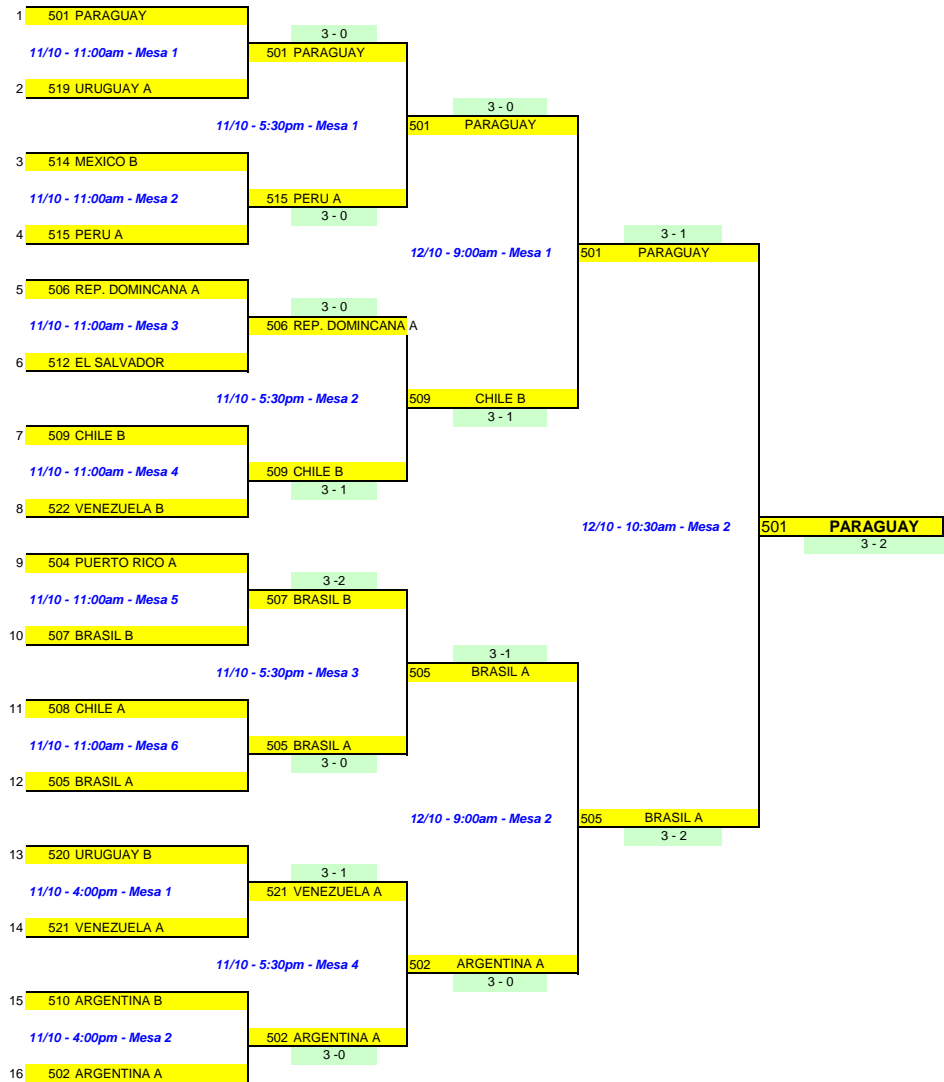 1 501 PARAGUAY
3 - 0
11/10 - 11:00am - Mesa 1 501 PARAGUAY
2 519 URUGUAY A
3 - 0
11/10 - 5:30pm - Mesa 1 501 PARAGUAY
3 514 MEXICO B
11/10 - 11:00am - Mesa 2 515 PERU A
3 - 0
4 515 PERU A
3 - 1
12/10 - 9:00am - Mesa 1 501 PARAGUAY
5 506 REP. DOMINCANA A
3 - 0
11/10 - 11:00am - Mesa 3 506 REP. DOMINCANA A
6 512 EL SALVADOR
11/10 - 5:30pm - Mesa 2 509 CHILE B
3 - 1
7 509 CHILE B
11/10 - 11:00am - Mesa 4 509 CHILE B
3 - 1
8 522 VENEZUELA B
12/10 - 10:30am - Mesa 2 501 PARAGUAY
3 - 2
9 504 PUERTO RICO A
3 -2
11/10 - 11:00am - Mesa 5 507 BRASIL B
10 507 BRASIL B
3 -1
11/10 - 5:30pm - Mesa 3 505 BRASIL A
11 508 CHILE A
11/10 - 11:00am - Mesa 6 505 BRASIL A
3 - 0
12 505 BRASIL A
12/10 - 9:00am - Mesa 2 505 BRASIL A
3 - 2
13 520 URUGUAY B
3 - 1
11/10 - 4:00pm - Mesa 1 521 VENEZUELA A
14 521 VENEZUELA A
11/10 - 5:30pm - Mesa 4 502 ARGENTINA A
3 - 0
15 510 ARGENTINA B
11/10 - 4:00pm - Mesa 2 502 ARGENTINA A
3 -0
16 502 ARGENTINA A